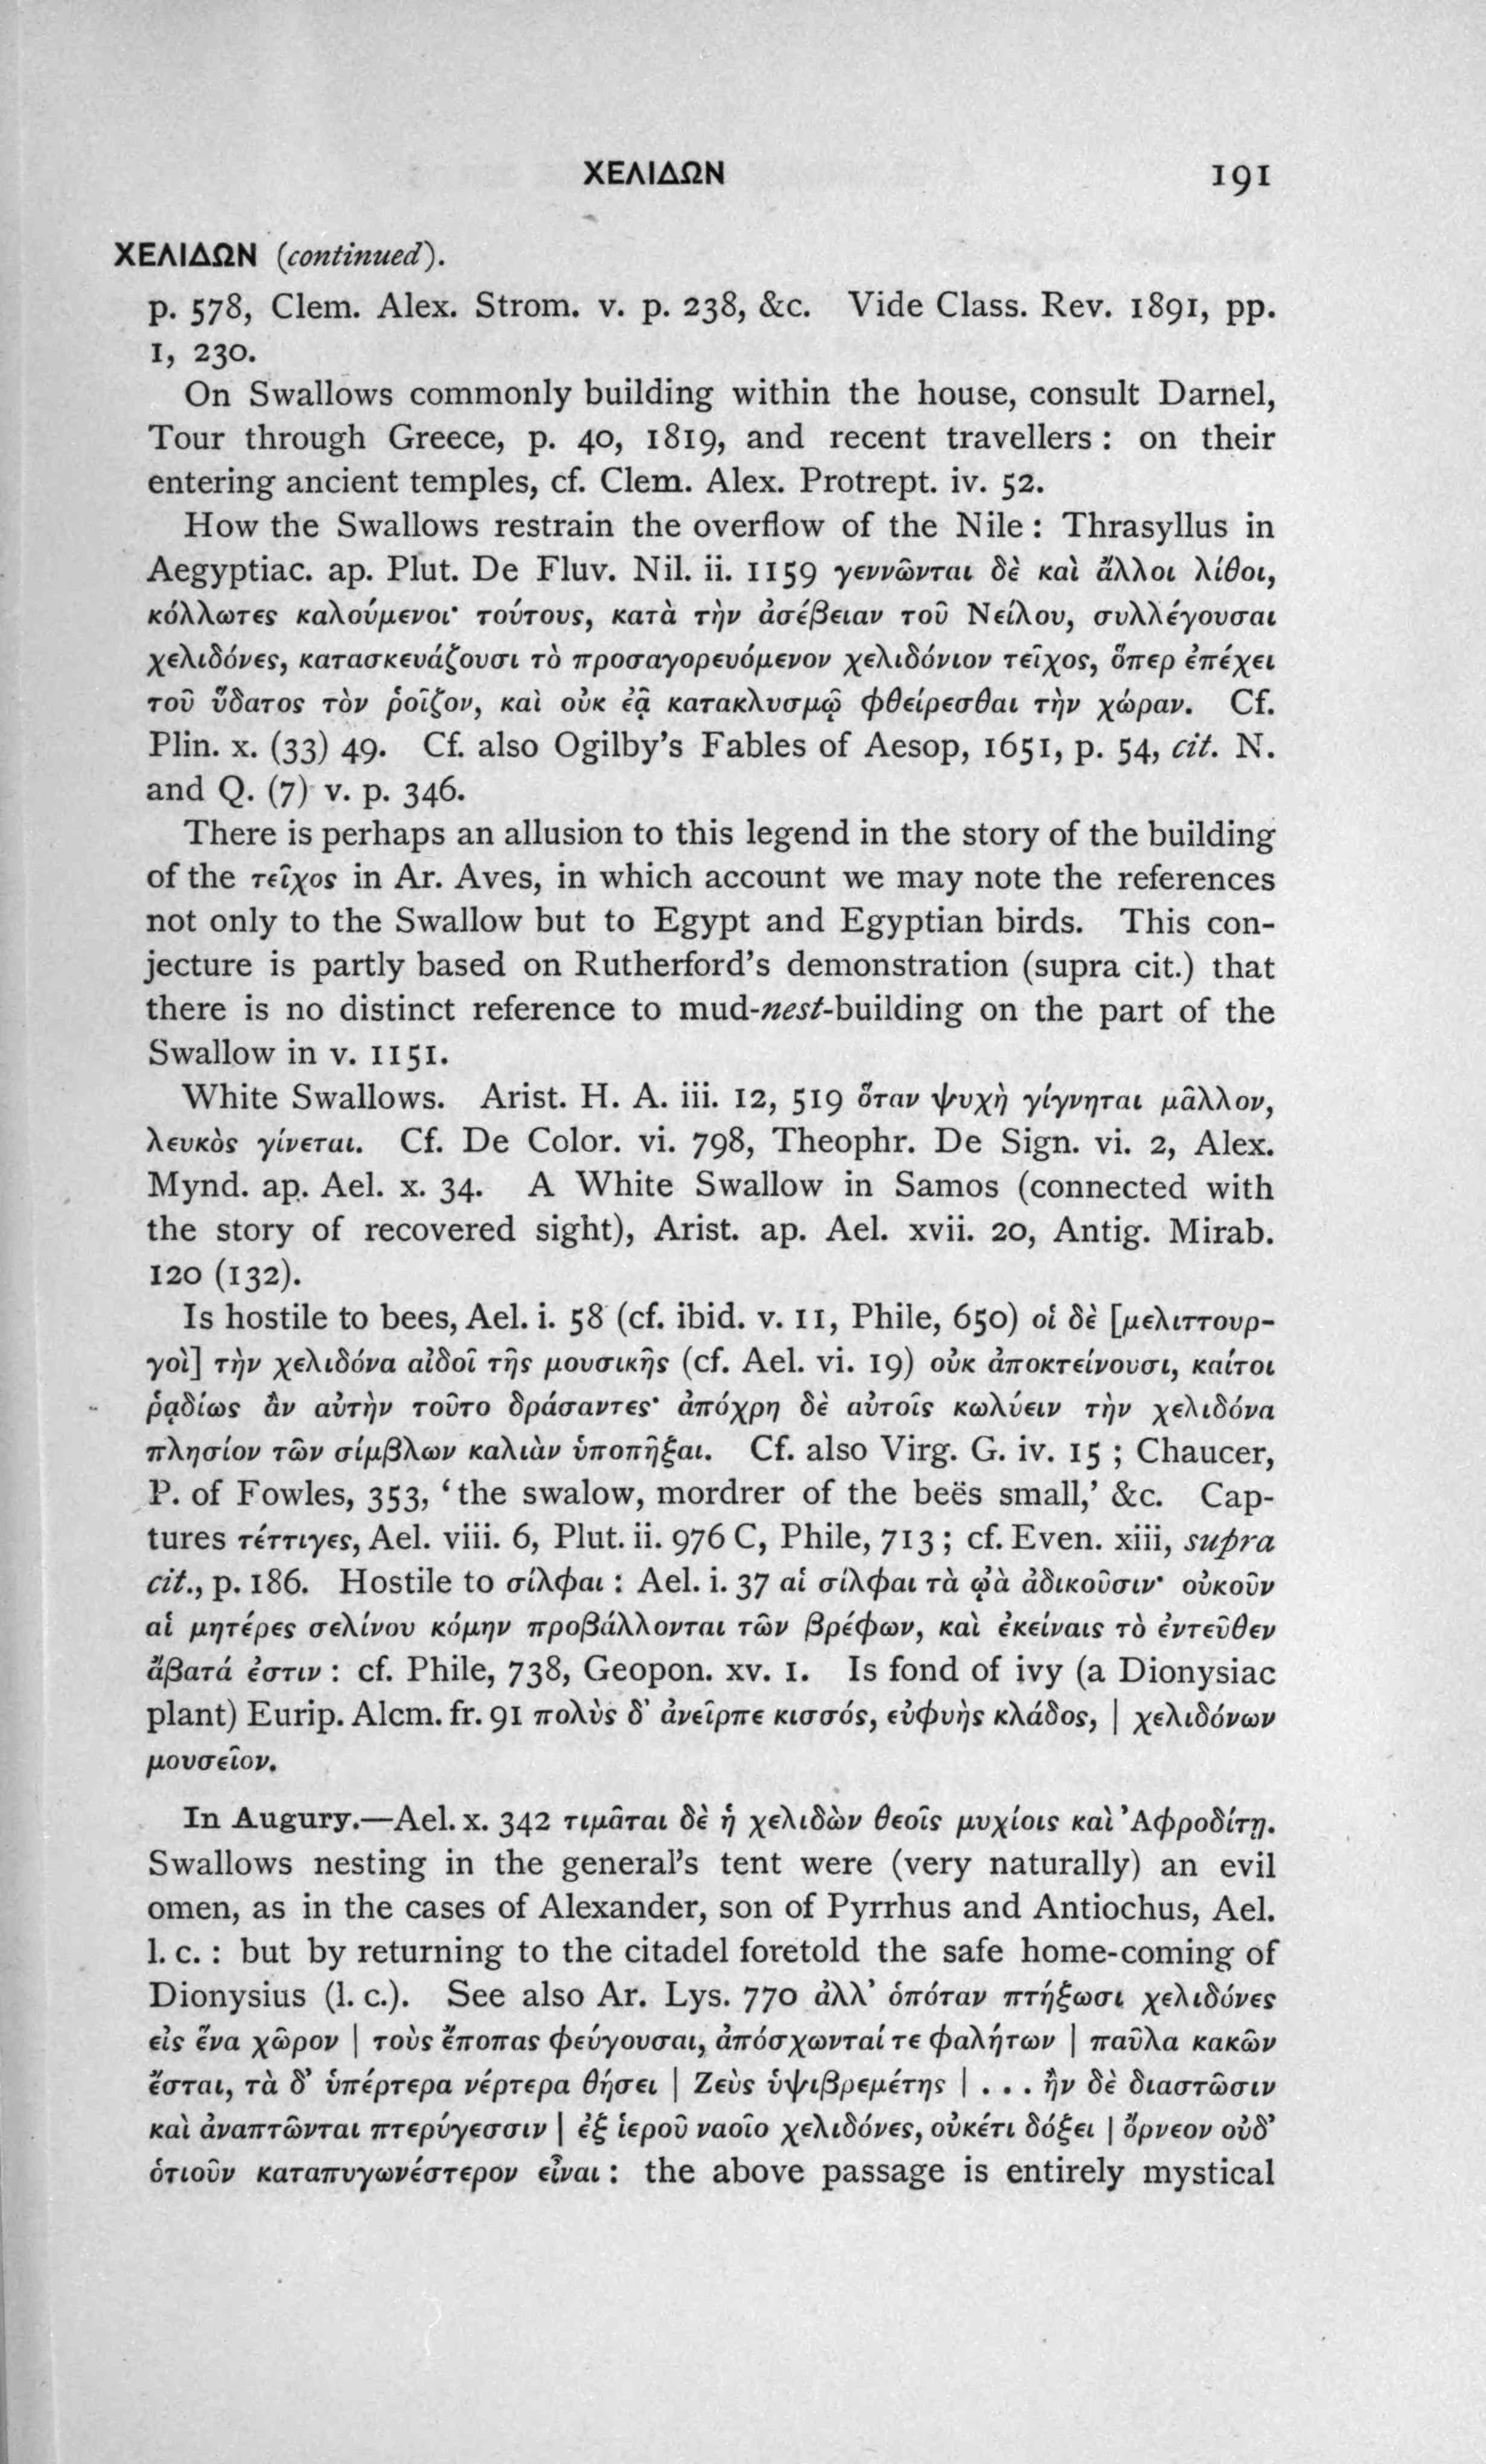 ΧΕΛΙΔΩΝ 191
ΧΕΛΙΔΩΝ (continued).
p. 578, Clem. Alex. Strom. v. p. 238, &c. Vide Class. Rev. 1891, pp.
1, 230.
On Swallows commonly building within the house, consult Darnel,
Tour through Greece, p. 40, 1819, and recent travellers : on their
entering ancient temples, cf. Clem. Alex. Protrept. iv. 52.
How the Swallows restrain the overflow of the Nile : Thrasyllus in
Aegyptiac. ap. Plut. De Fluv. Nil. ii. 1159 γεννῶνται δὲ καὶ ἄλλοι λίθοι,
κόλλωτες καλούμενοι· τούτους, κατὰ τὴν ἀσέβειαν τοῦ Νείλου, συλλέγουσαι
χελιδόνες, κατασκευάζουσι τὸ προσαγορευόμενον χελιδόνιον τεῖχος, ὅπερ ἐπέχει
τοῦ ὕδατος τὸν ῥοῖζον, καὶ οὐκ ἐᾷ κατακλυσμῷ φθείρεσθαι τὴν χώραν. Cf.
Plin. x. (33) 49. Cf. also Ogilby's Fables of Aesop, 1651, p. 54, cit. N.
and Q. (7) v. p. 346.
There is perhaps an allusion to this legend in the story of the building
of the τεῖχος in Ar. Aves, in which account we may note the references
not only to the Swallow but to Egypt and Egyptian birds. This con-
jecture is partly based on Rutherford's demonstration (supra cit.) that
there is no distinct reference to mud-nest-building on the part of the
Swallow in v. 1151.
White Swallows. Arist. H. A. iii. 12, 519 ὅταν ψυχὴ γίγνηται μᾶλλον,
λευκὸς γίνεται. Cf. De Color. vi. 798, Theophr. De Sign. vi. 2, Alex.
Mynd. ap. Ael. x. 34. A White Swallow in Samos (connected with
the story of recovered sight), Arist. ap. Ael. xvii. 20, Antig. Mirab.
120 (132).
Is hostile to bees, Ael. i. 58 (cf. ibid. v. 11, Phile, 650) οἱ δὲ [μελιττουρ-
γοὶ] τὴν χελιδόνα αἰδοῖ τῆς μουσικῆς (cf. Ael. vi. 19) οὐκ ἀποκτείνουσι, καίτοι
ῥᾳδίως ἂν αὐτὴν τοῦτο δράσαντες· ἀπόχρη δὲ αὐτοῖς κωλύειν τὴν χελιδόνα
πλησίον τῶν σίμβλων καλιὰν ὑποπῆξαι. Cf. also Virg. G. iv. 15 ; Chaucer,
P. of Fowles, 353, 'the swalow, mordrer of the beës small,' &c. Cap-
tures τέττιγες, Ael. viii. 6, Plut. ii. 976 C, Phile, 713 ; cf. Even. xiii, supra
cit., p. 186. Hostile to σίλφαι : Ael. i. 37 αἱ σίλφαι τὰ ᾠὰ ἀδικοῦσιν· οὐκοῦν
αἱ μητέρες σελίνου κόμην προβάλλονται τῶν βρέφων, καὶ ἐκείναις τὸ ἐντεῦθεν
ἄβατά ἐστιν : cf. Phile, 738, Geopon. xv. 1. Is fond of ivy (a Dionysiac
plant) Eurip. Alcm. fr. 91 πολὺς δ' ἀνεῖρπε κισσός, εὐφυὴς κλάδος, | χελιδόνων
μουσεῖον.
In Augury.—Ael. x. 342 τιμᾶται δὲ ἡ χελιδὼν θεοῖς μυχίοις καὶ Ἀφροδίτῃ.
Swallows nesting in the general's tent were (very naturally) an evil
omen, as in the cases of Alexander, son of Pyrrhus and Antiochus, Ael.
l. c. : but by returning to the citadel foretold the safe home-coming of
Dionysius (l. c.). See also Ar. Lys. 770 ἀλλ' ὁπόταν πτήξωσι χελιδόνες
εἰς ἕνα χῶρον | τοὺς ἔποπας φεύγουσαι, ἀπόσχωνταί τε φαλήτων | παῦλα κακῶν
ἔσται, τὰ δ' ὑπέρτερα νέρτερα θήσει | Ζεὺς ὑψιβρεμέτης | . . . ἢν δὲ διαστῶσιν
καὶ ἀναπτῶνται πτερύγεσσιν | ἐξ ἱεροῦ ναοῖο χελιδόνες, οὐκέτι δόξει | ὄρνεον οὐδ'
ὁτιοῦν καταπυγωνέστερον εἶναι : the above passage is entirely mystical